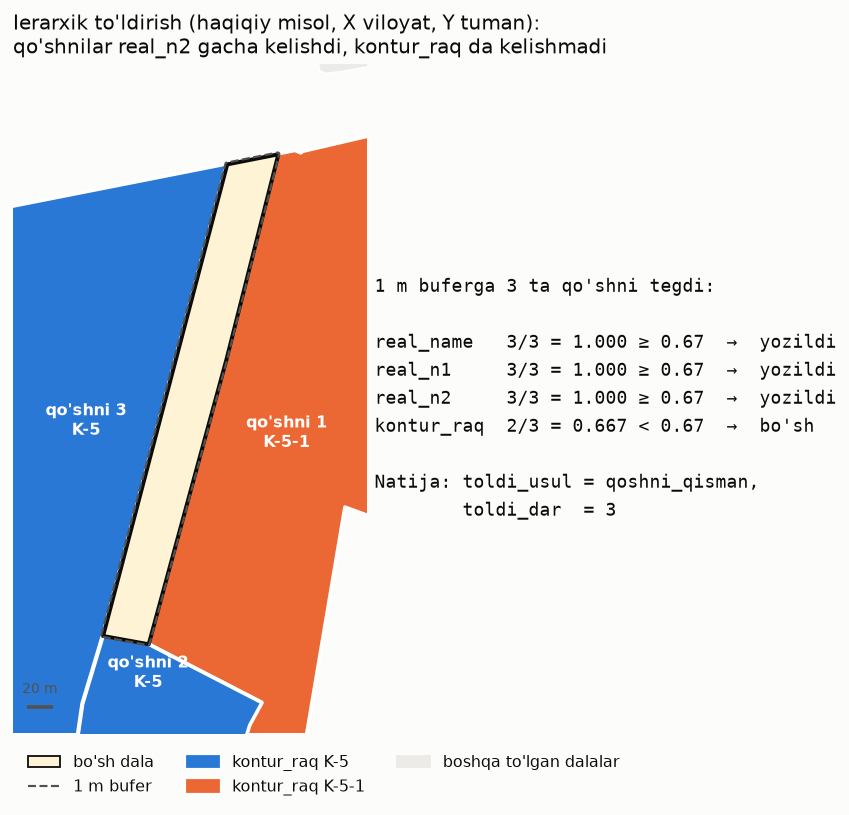 Ierarxik to'ldirish (haqiqiy misol, X viloyat, Y tuman):
qo'shnilar real_n2 gacha kelishdi, kontur_raq da kelishmadi
1 m buferga 3 ta qo'shni tegdi:
real_name 3/3 = 1.000 ≥ 0.67 → yozildi
real_n1 3/3 = 1.000 ≥ 0.67 → yozildi
real_n2 3/3 = 1.000 ≥ 0.67 → yozildi
kontur_raq 2/3 = 0.667 < 0.67 → bo'sh
Natija: toldi_usul = qoshni_qisman,
toldi_dar = 3
qo'shni 3
K-5
qo'shni 1
K-5-1
qo'shni 2
K-5
20 m
bo'sh dala
1 m bufer
kontur_raq K-5
kontur_raq K-5-1
boshqa to'lgan dalalar